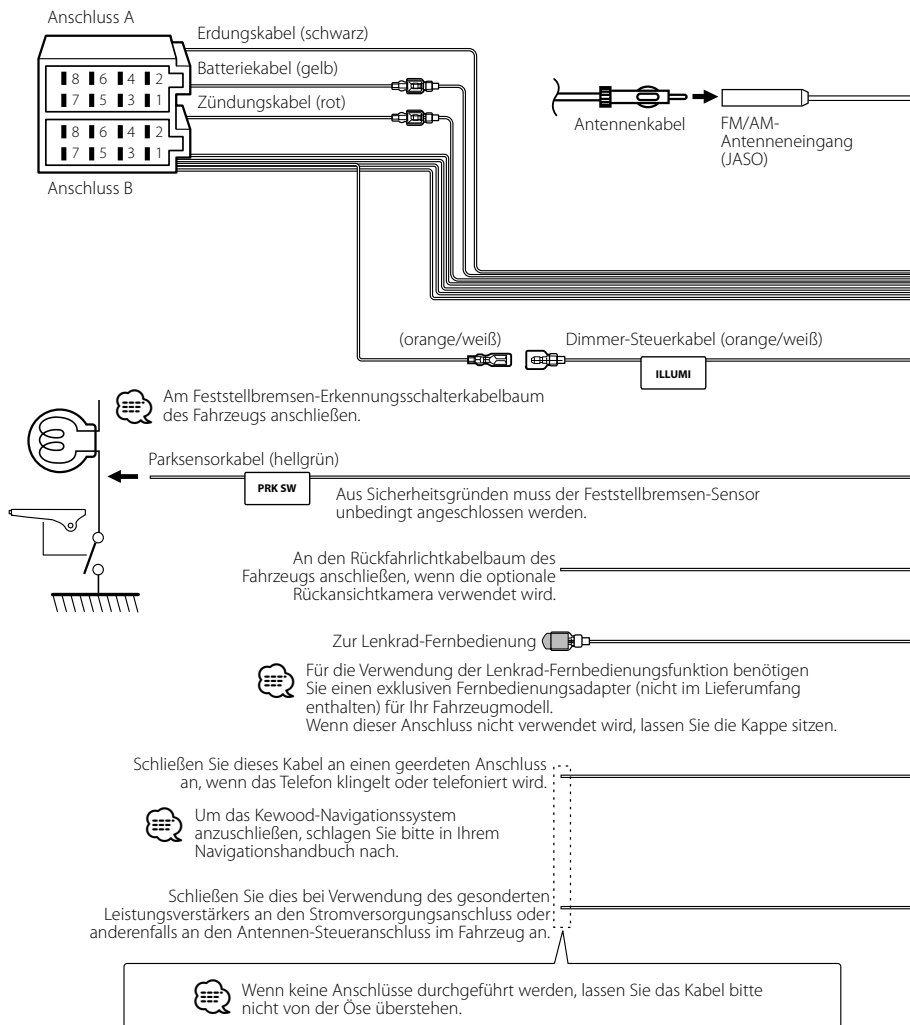 Anschluss A
Erdungskabel (schwarz)
Batteriekabel (gelb)
8 6 4 2
7 5 3 1
Zündungskabel (rot)
8 6 4 2
7 5 3 1
Anschluss B
Antennenkabel
FM/AM-
Antenneneingang
(JASO)
(orange/weiß)
Dimmer-Steuerkabel (orange/weiß)
ILLUMI
Am Feststellbremsen-Erkennungsschalterkabelbaum
des Fahrzeugs anschließen.
Parksensorkabel (hellgrün)
PRK SW
Aus Sicherheitsgründen muss der Feststellbremsen-Sensor
unbedingt angeschlossen werden.
An den Rückfahrlichtkabelbaum des
Fahrzeugs anschließen, wenn die optionale
Rückansichtkamera verwendet wird.
Zur Lenkrad-Fernbedienung
Für die Verwendung der Lenkrad-Fernbedienungsfunktion benötigen
Sie einen exklusiven Fernbedienungsadapter (nicht im Lieferumfang
enthalten) für Ihr Fahrzeugmodell.
Wenn dieser Anschluss nicht verwendet wird, lassen Sie die Kappe sitzen.
Schließen Sie dieses Kabel an einen geerdeten Anschluss
an, wenn das Telefon klingelt oder telefoniert wird.
Um das Kewood-Navigationssystem
anzuschließen, schlagen Sie bitte in Ihrem
Navigationshandbuch nach.
Schließen Sie dies bei Verwendung des gesonderten
Leistungsverstärkers an den Stromversorgungsanschluss oder
anderenfalls an den Antennen-Steueranschluss im Fahrzeug an.
Wenn keine Anschlüsse durchgeführt werden, lassen Sie das Kabel bitte
nicht von der Öse überstehen.